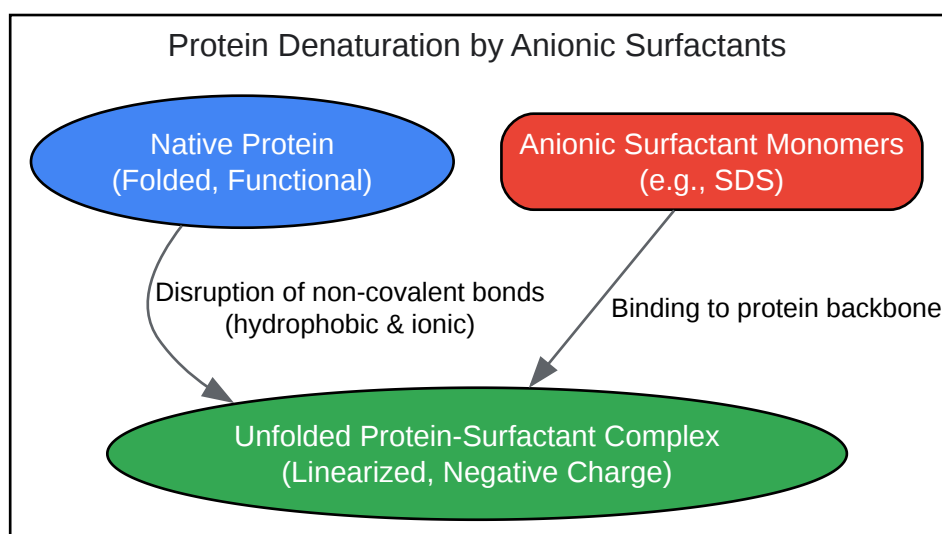 Protein Denaturation by Anionic Surfactants
Native Protein
(Folded, Functional)
Anionic Surfactant Monomers
(e.g., SDS)
Disruption of non-covalent bonds
(hydrophobic & ionic)
Binding to protein backbone
Unfolded Protein-Surfactant Complex
(Linearized, Negative Charge)